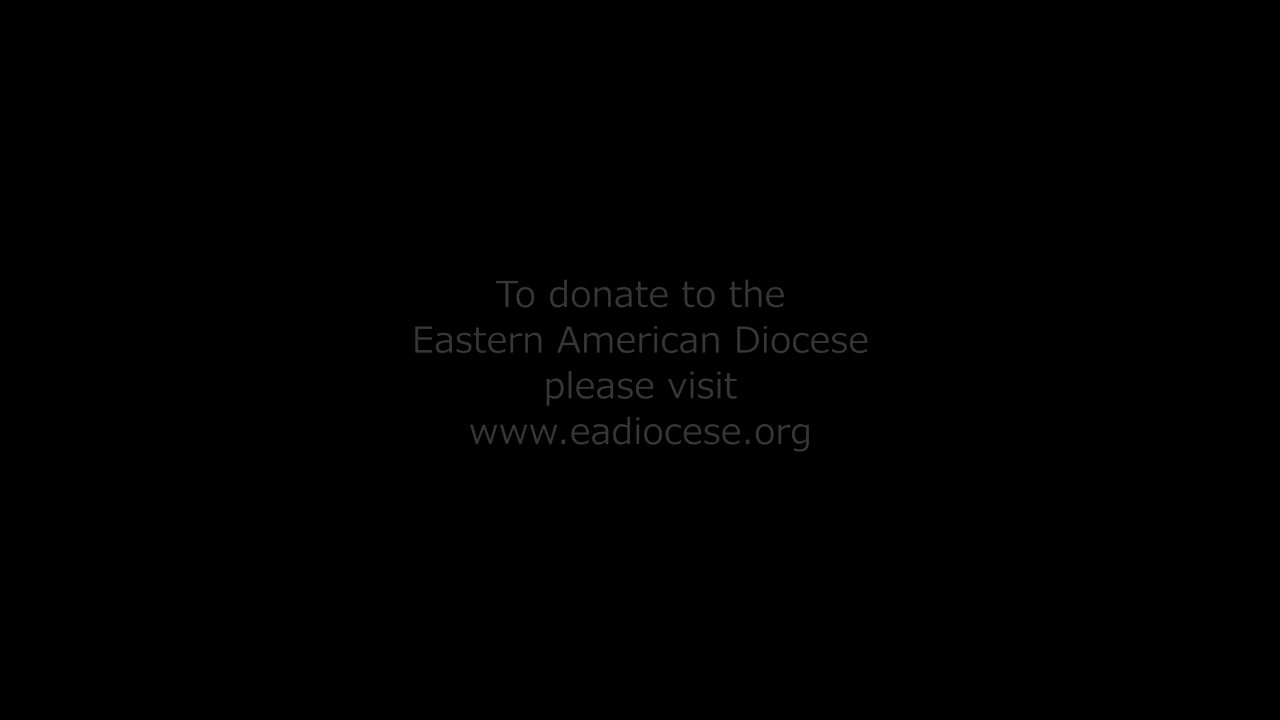 To donate to the
Eastern American Diocese
please visit
www.eadiocese.org